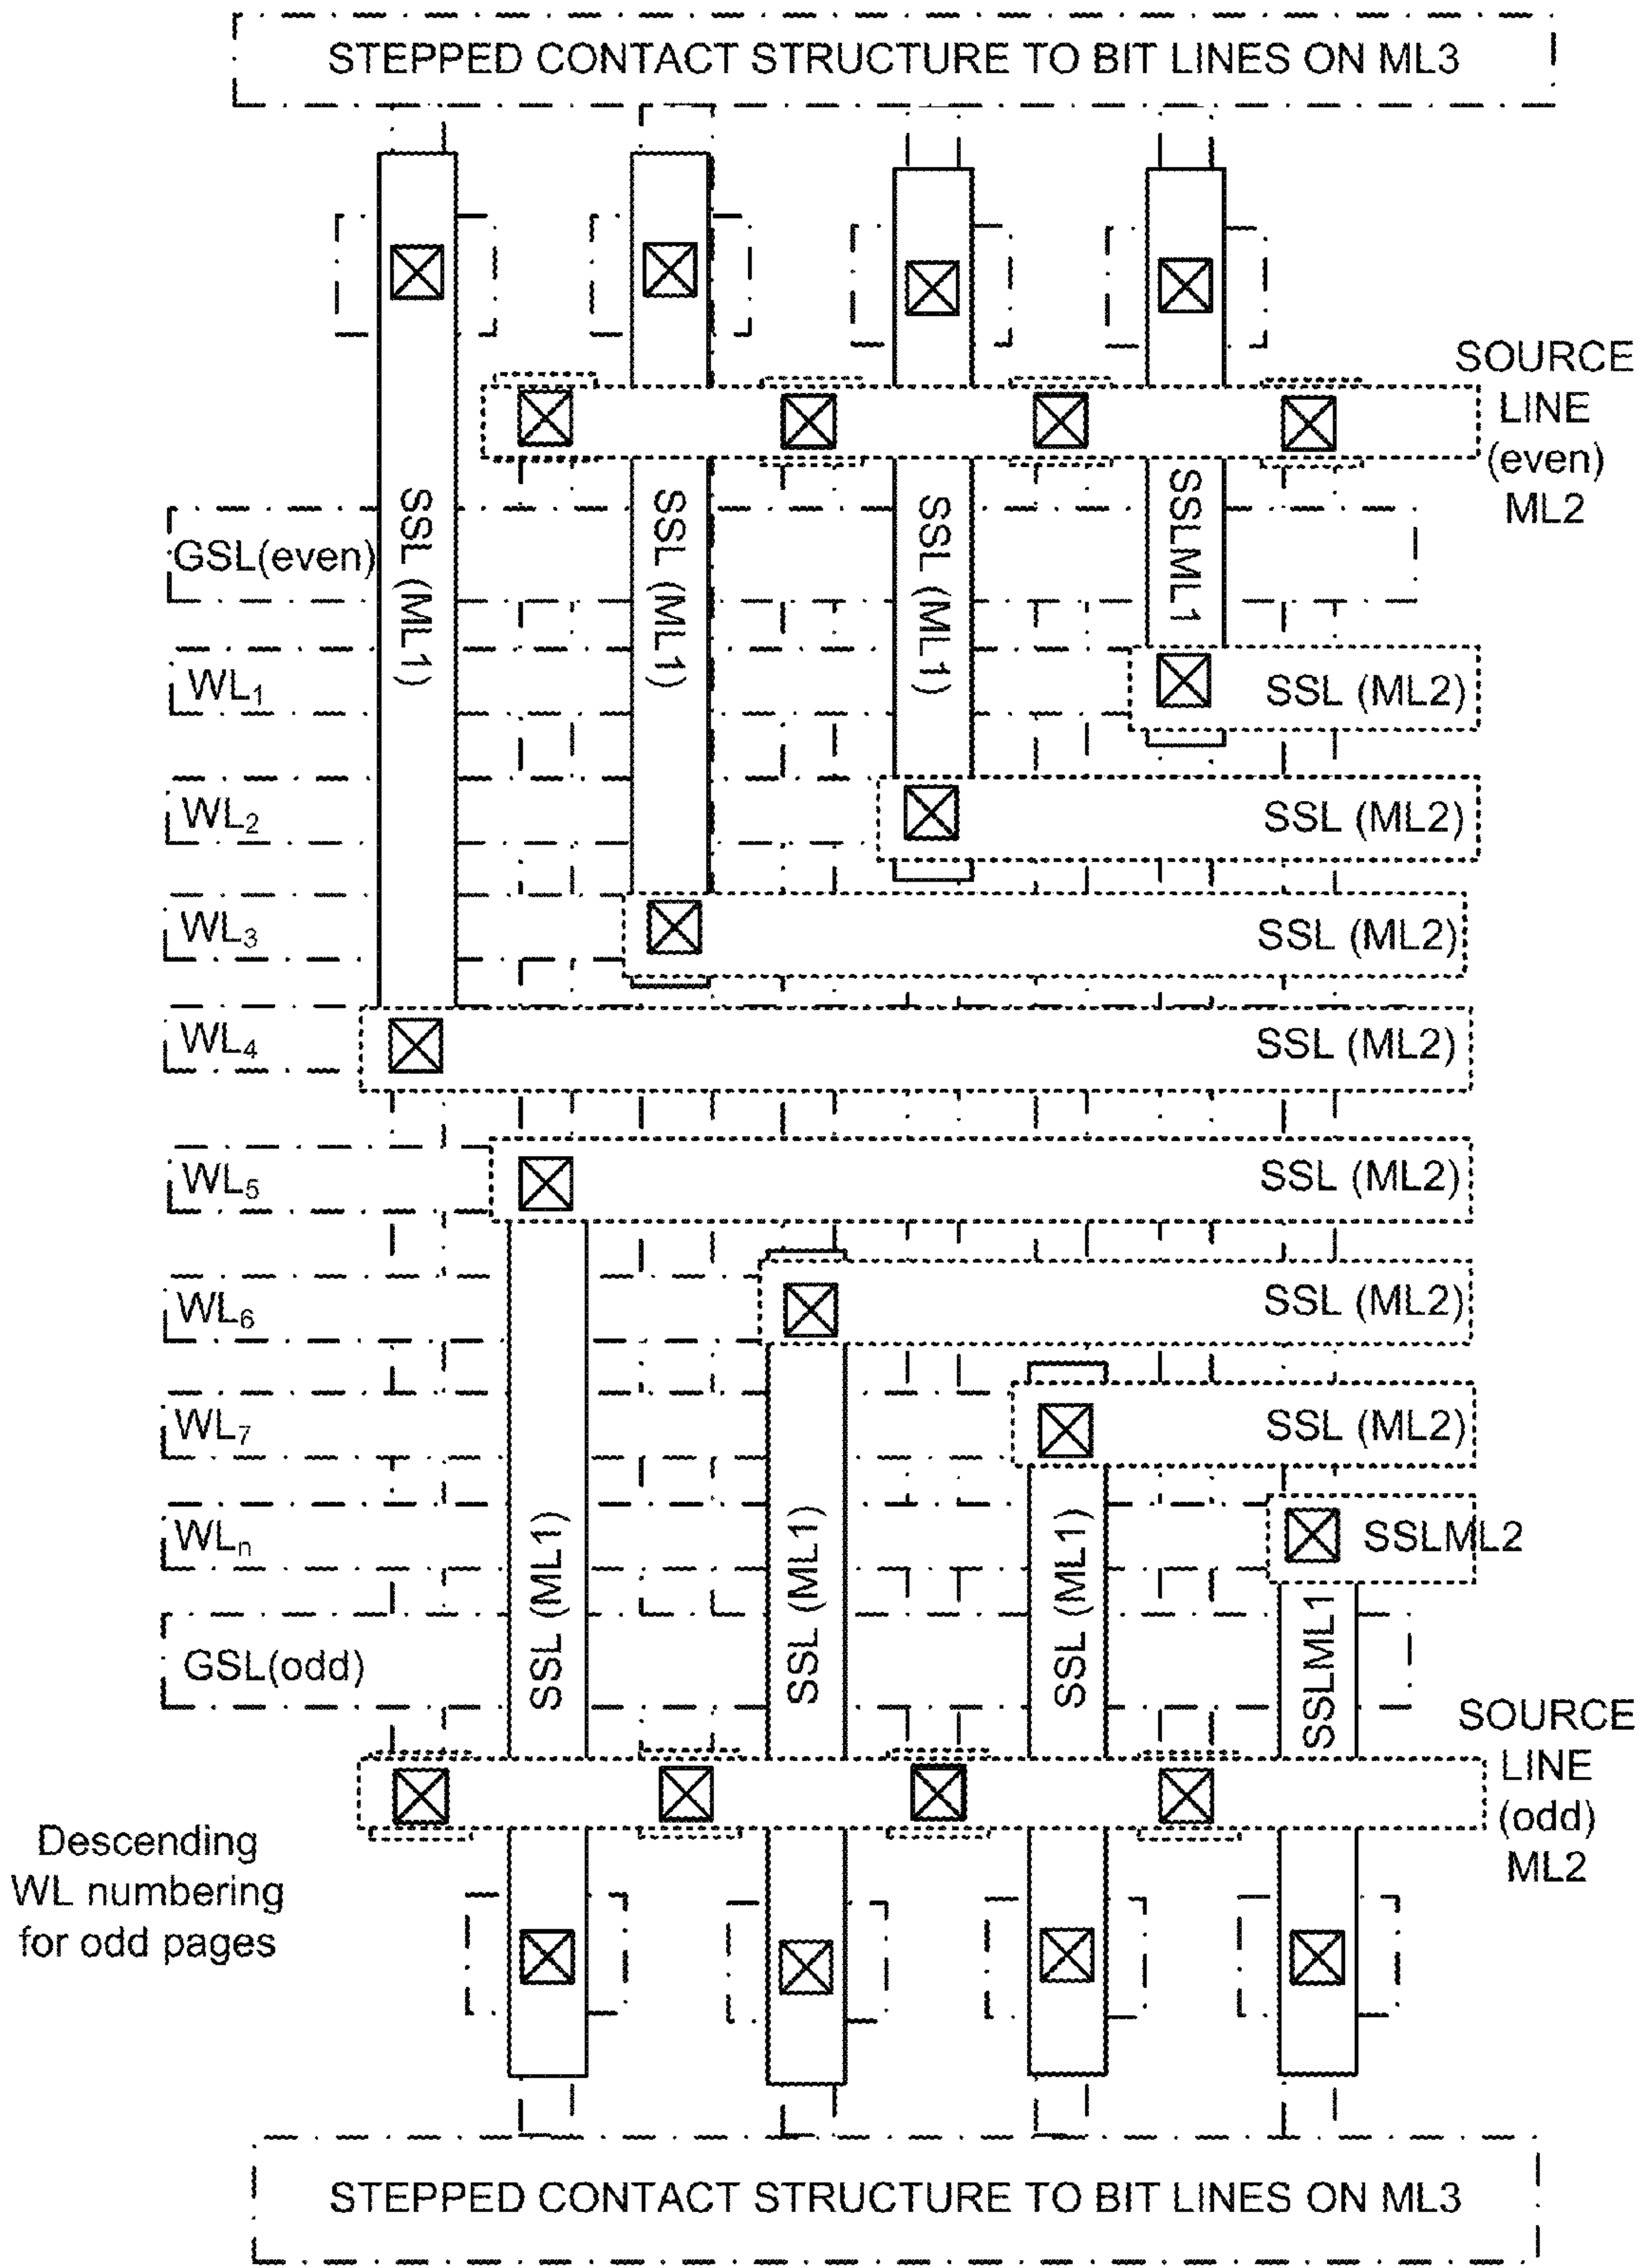 STEPPED CONTACT STRUCTURE TO BIT LINES ON ML3
SOURCE
LINE
(even)
ML2
SSL (ML1)
SSL (ML1)
SSL (ML1)
SSLML1
GSL(even)
WL1
SSL (ML2)
WL2
SSL (ML2)
WL3
SSL (ML2)
WL4
SSL (ML2)
WL5
SSL (ML2)
WL6
SSL (ML2)
WL7
SSL (ML2)
WLn
SSLML2
SSL (ML1)
SSL (ML1)
SSL (ML1)
SSLML1
GSL(odd)
SOURCE
LINE
(odd)
ML2
Descending
WL numbering
for odd pages
STEPPED CONTACT STRUCTURE TO BIT LINES ON ML3